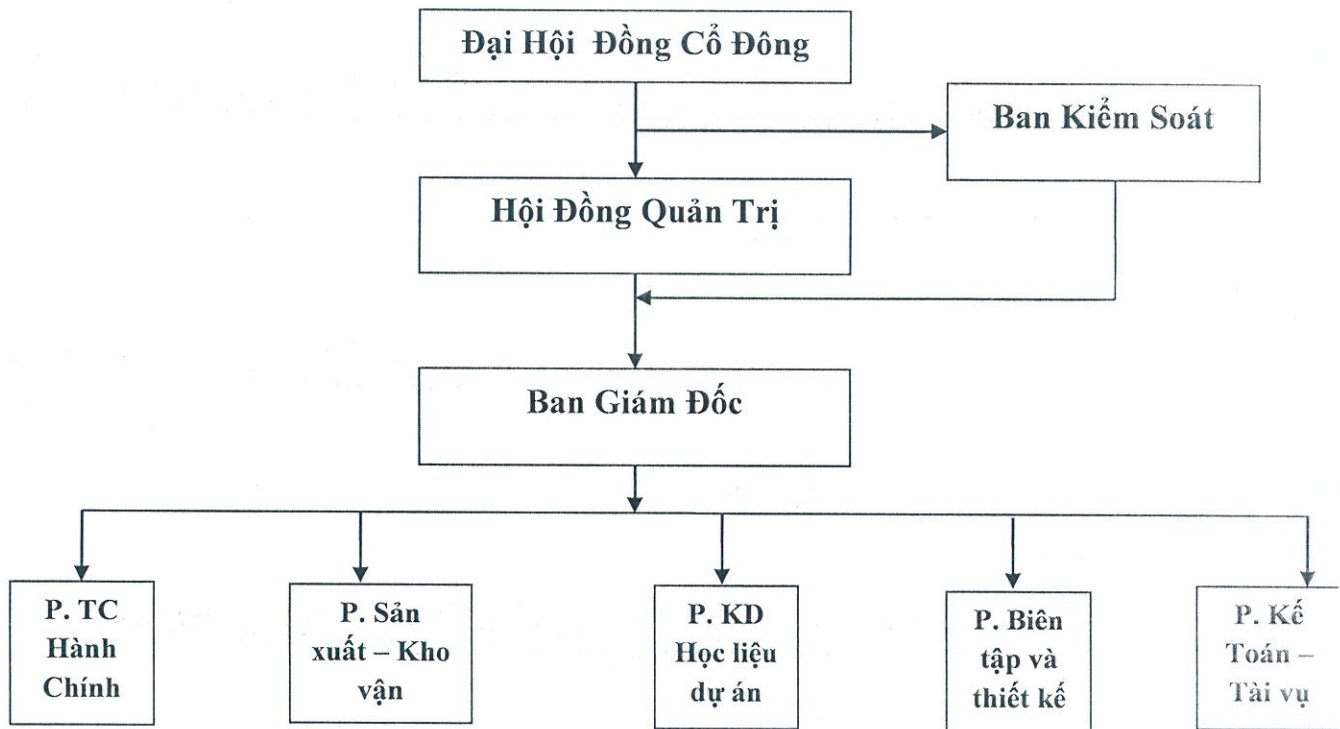 Đại Hội Đồng Cổ Đông
Ban Kiểm Soát
Hội Đồng Quản Trị
Ban Giám Đốc
P. TC
Hành
Chính
P. Sản
xuất – Kho
vận
P. KD
Học liệu
dự án
P. Biên
tập và
thiết kế
P. Kế
Toán –
Tài vụ